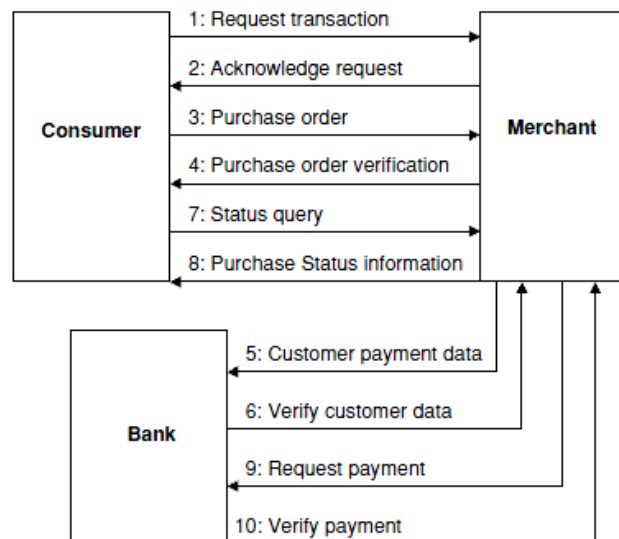 1: Request transaction
2: Acknowledge request
Consumer
3: Purchase order
Merchant
4: Purchase order verification
7: Status query
8: Purchase Status information
5: Customer payment data
6: Verify customer data
Bank
9: Request payment
10: Verify payment